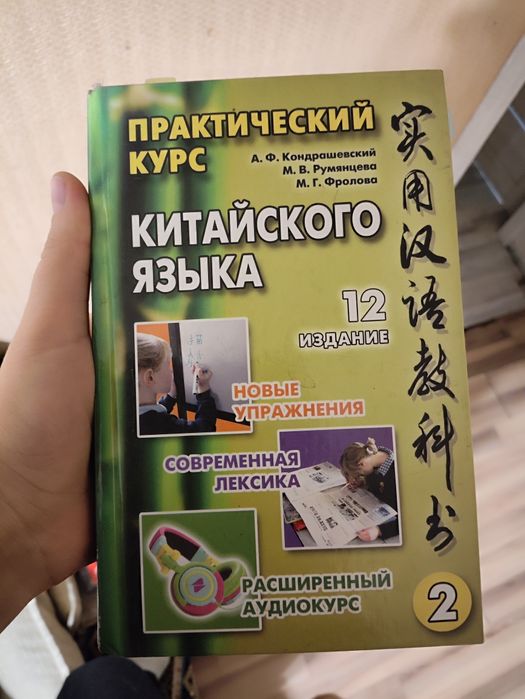 ПРАКТИЧЕСКИЙ
КУРС
А. Ф. Кондрашевский
М. В. Румянцева
М. Г. Фролова
КИТАЙСКОГО
ЯЗЫКА
12
ИЗДАНИЕ
НОВЫЕ
УПРАЖНЕНИЯ
СОВРЕМЕННАЯ
ЛЕКСИКА
РАСШИРЕННЫЙ
АУДИОКУРС
实用汉语教科书
2